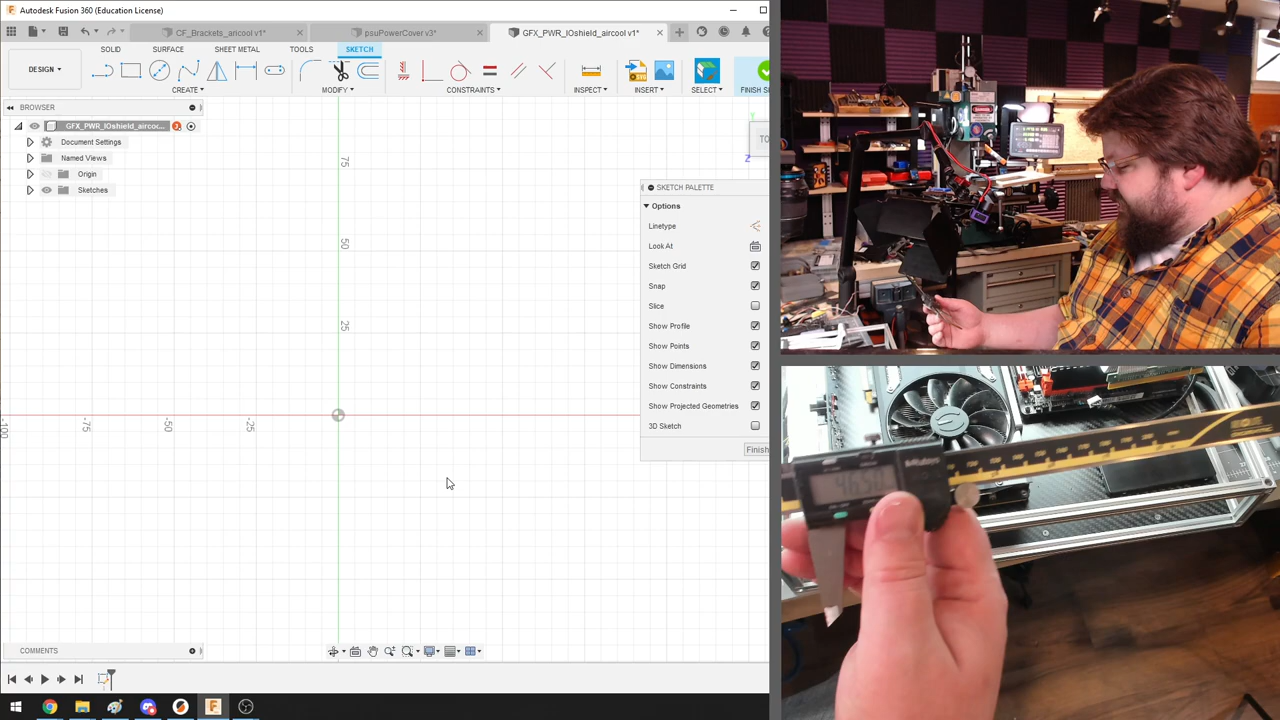 Autodesk Fusion 360 (Education License)
CF_Brackets_aircool v1*
psuPowerCover v3*
GFX_PWR_IOshield_aircool v1*
SOLID
SURFACE
SHEET METAL
TOOLS
SKETCH
DESIGN
CREATE
MODIFY
CONSTRAINTS
INSPECT
INSERT
SELECT
FINISH S
BROWSER
GFX_PWR_IOshield_aircoc...
Document Settings
Named Views
Origin
Sketches
75
50
25
-100
-75
-50
-25
TO
Z
SKETCH PALETTE
Options
Linetype
Look At
Sketch Grid
Snap
Slice
Show Profile
Show Points
Show Dimensions
Show Constraints
Show Projected Geometries
3D Sketch
Finish
COMMENTS